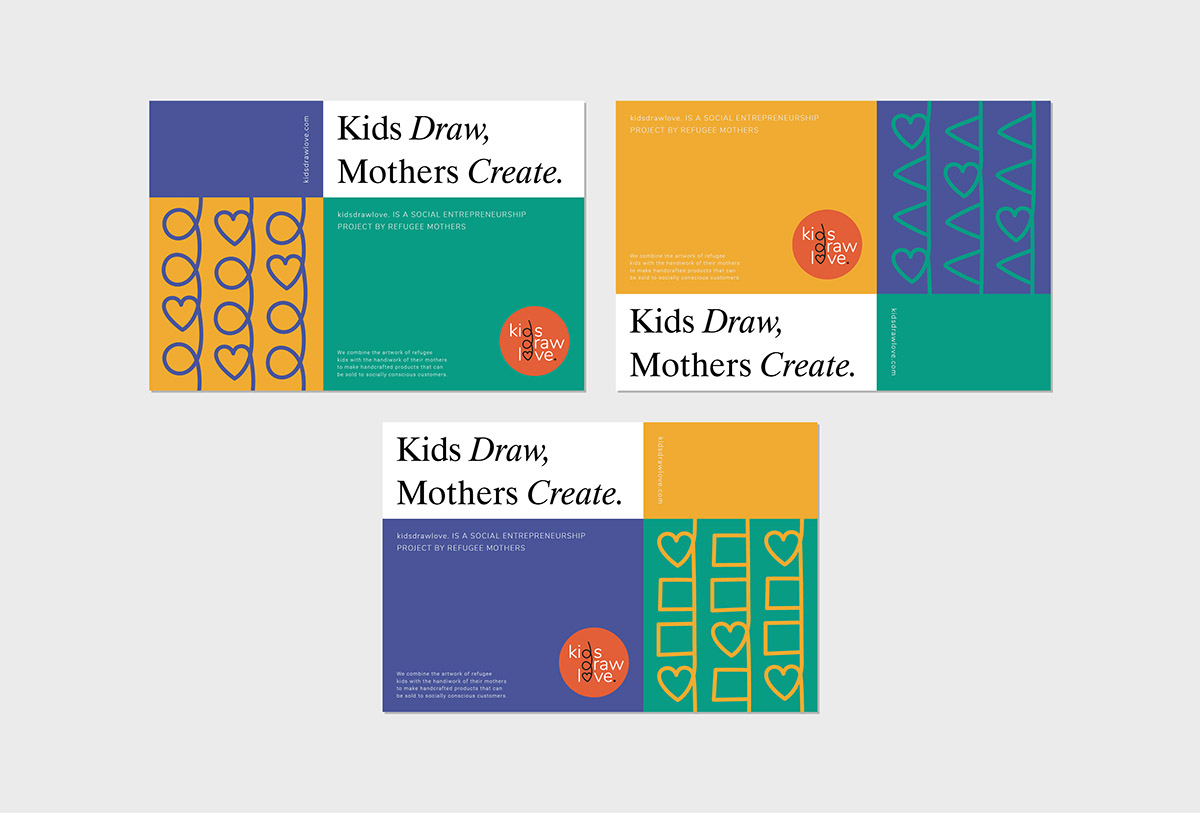 kidsdrawlove.com
Kids Draw,
Mothers Create.
kidsdrawlove. IS A SOCIAL ENTREPRENEURSHIP
PROJECT BY REFUGEE MOTHERS
We combine the artwork of refugee
kids with the handiwork of their mothers
to make handcrafted products that can
be sold to socially conscious customers.
kids
draw
love.
kidsdrawlove. IS A SOCIAL ENTREPRENEURSHIP
PROJECT BY REFUGEE MOTHERS
We combine the artwork of refugee
kids with the handiwork of their mothers
to make handcrafted products that can
be sold to socially conscious customers.
kids
draw
love.
Kids Draw,
Mothers Create.
kidsdrawlove.com
Kids Draw,
Mothers Create.
kidsdrawlove.com
kidsdrawlove. IS A SOCIAL ENTREPRENEURSHIP
PROJECT BY REFUGEE MOTHERS
We combine the artwork of refugee
kids with the handiwork of their mothers
to make handcrafted products that can
be sold to socially conscious customers.
kids
draw
love.